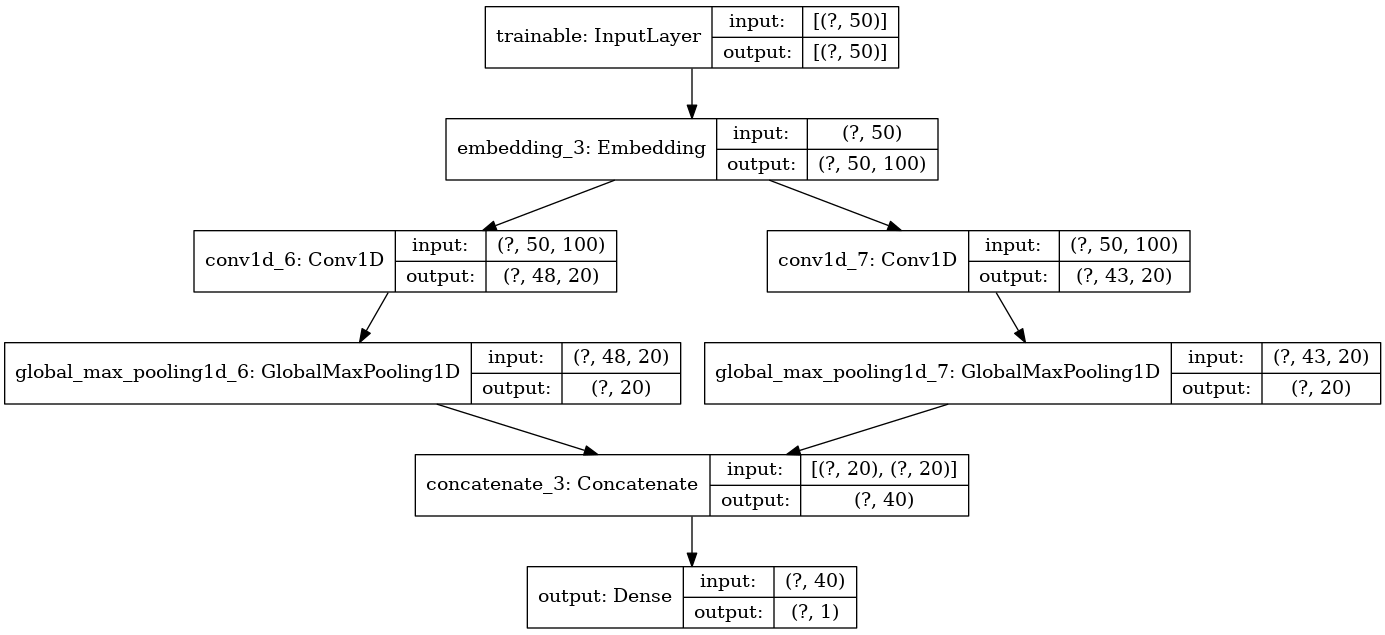 trainable: InputLayer
input: [(?, 50)]
output: [(?, 50)]
embedding_3: Embedding
input: (?, 50)
output: (?, 50, 100)
conv1d_6: Conv1D
input: (?, 50, 100)
output: (?, 48, 20)
conv1d_7: Conv1D
input: (?, 50, 100)
output: (?, 43, 20)
global_max_pooling1d_6: GlobalMaxPooling1D
input: (?, 48, 20)
output: (?, 20)
global_max_pooling1d_7: GlobalMaxPooling1D
input: (?, 43, 20)
output: (?, 20)
concatenate_3: Concatenate
input: [(?, 20), (?, 20)]
output: (?, 40)
output: Dense
input: (?, 40)
output: (?, 1)